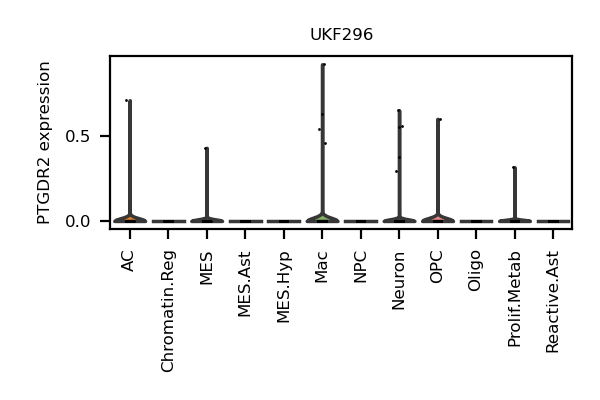 UKF296
PTGDR2 expression
0.5
0.0
AC
Chromatin.Reg
MES
MES.Ast
MES.Hyp
Mac
NPC
Neuron
OPC
Oligo
Prolif.Metab
Reactive.Ast